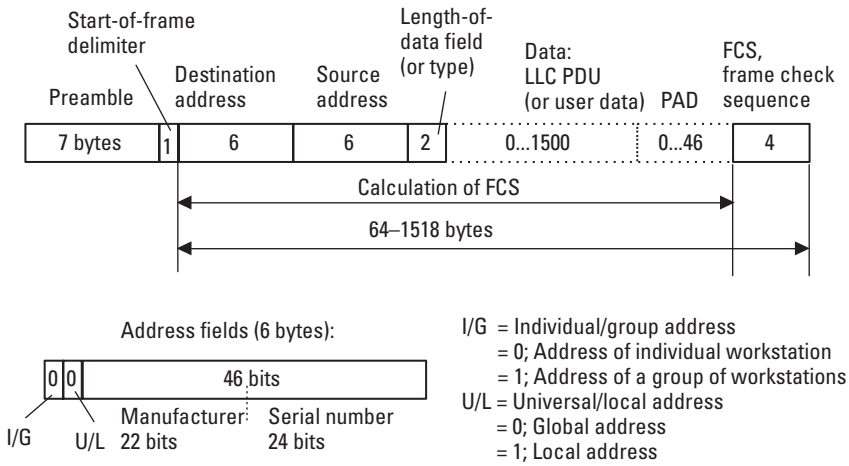 Start-of-frame
delimiter
Length-of-
data field
(or type)
Destination
address
Source
address
Data:
LLC PDU
(or user data)
FCS,
frame check
sequence
Preamble
PAD
7 bytes 1 6 6 2 0...1500 0...46 4
Calculation of FCS
64–1518 bytes
Address fields (6 bytes):
0 0 46 bits
I/G
U/L
Manufacturer
22 bits
Serial number
24 bits
I/G = Individual/group address
= 0; Address of individual workstation
= 1; Address of a group of workstations
U/L = Universal/local address
= 0; Global address
= 1; Local address